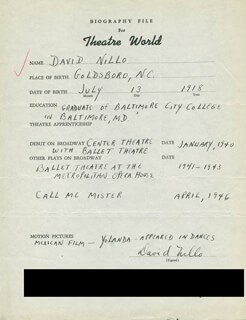 BIOGRAPHY FILE
For
Theatre World
NAME DAVID NILLO
PLACE OF BIRTH GOLDSBORO, N.C.
DATE OF BIRTH JULY 13 1918
Month Day Year
EDUCATION GRADUATE OF BALTIMORE CITY COLLEGE
IN BALTIMORE, MD
THEATRE APPRENTICESHIP
DEBUT ON BROADWAY CENTER THEATRE DATE JANUARY, 1940
WITH BALLET THEATRE
OTHER PLAYS ON BROADWAY DATE
BALLET THEATRE AT THE 1941-1943
METROPOLITAN OPERA HOUSE
CALL ME MISTER APRIL, 1946
MOTION PICTURES YOLANDA - APPEARED IN DANCES
MEXICAN FILM -
David Nillo
(Signed)